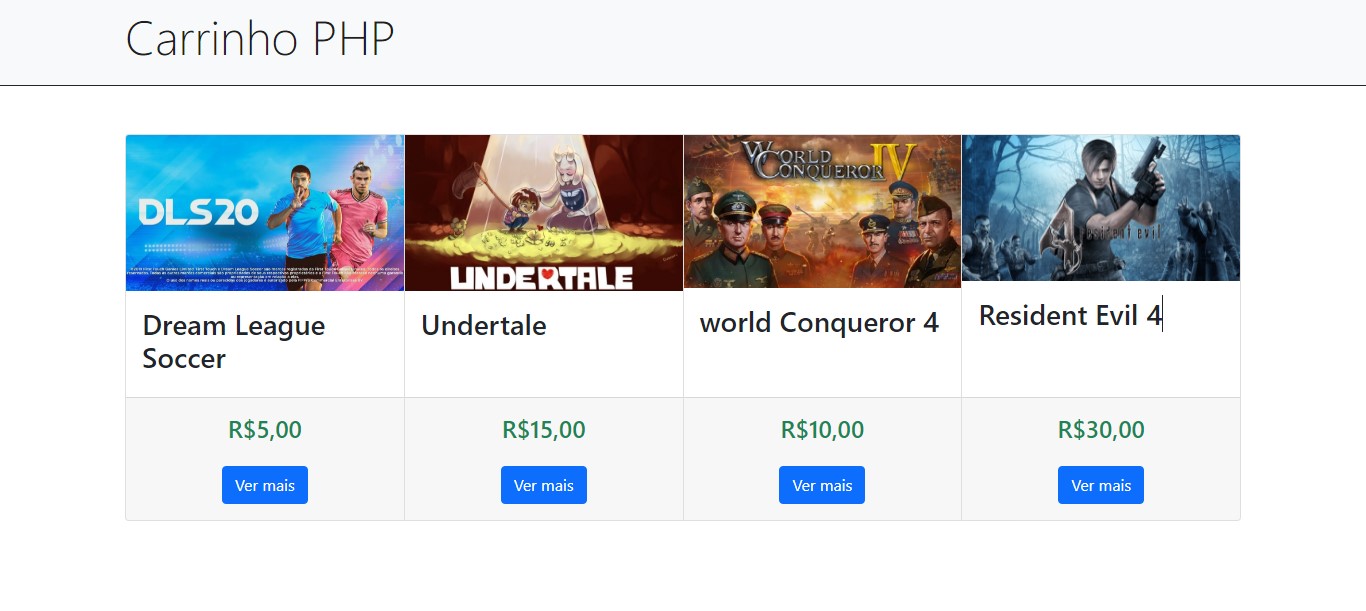 Carrinho PHP
DLS20
UNDERTALE
WORLD
CONQUEROR IV
resident evil
4
Dream League
Soccer
Undertale
world Conqueror 4
Resident Evil 4
R$5,00
R$15,00
R$10,00
R$30,00
Ver mais
Ver mais
Ver mais
Ver mais